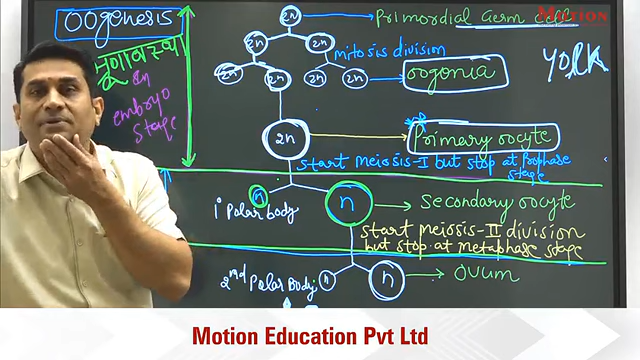 oogenesis
2n
Primordial Germ cell
MOTION
भ्रूणावस्था
2n
2n
mitosis division
york
2n
2n
2n
2n
oogonia
in
embryo
stage
2n
Primary oocyte
start meiosis-I but stop at Prophase
stage
n
n
secondary oocyte
I Polar body
start meiosis-II division
but stop at metaphase stage
2nd Polar Body
n
n
ovum
Motion Education Pvt Ltd